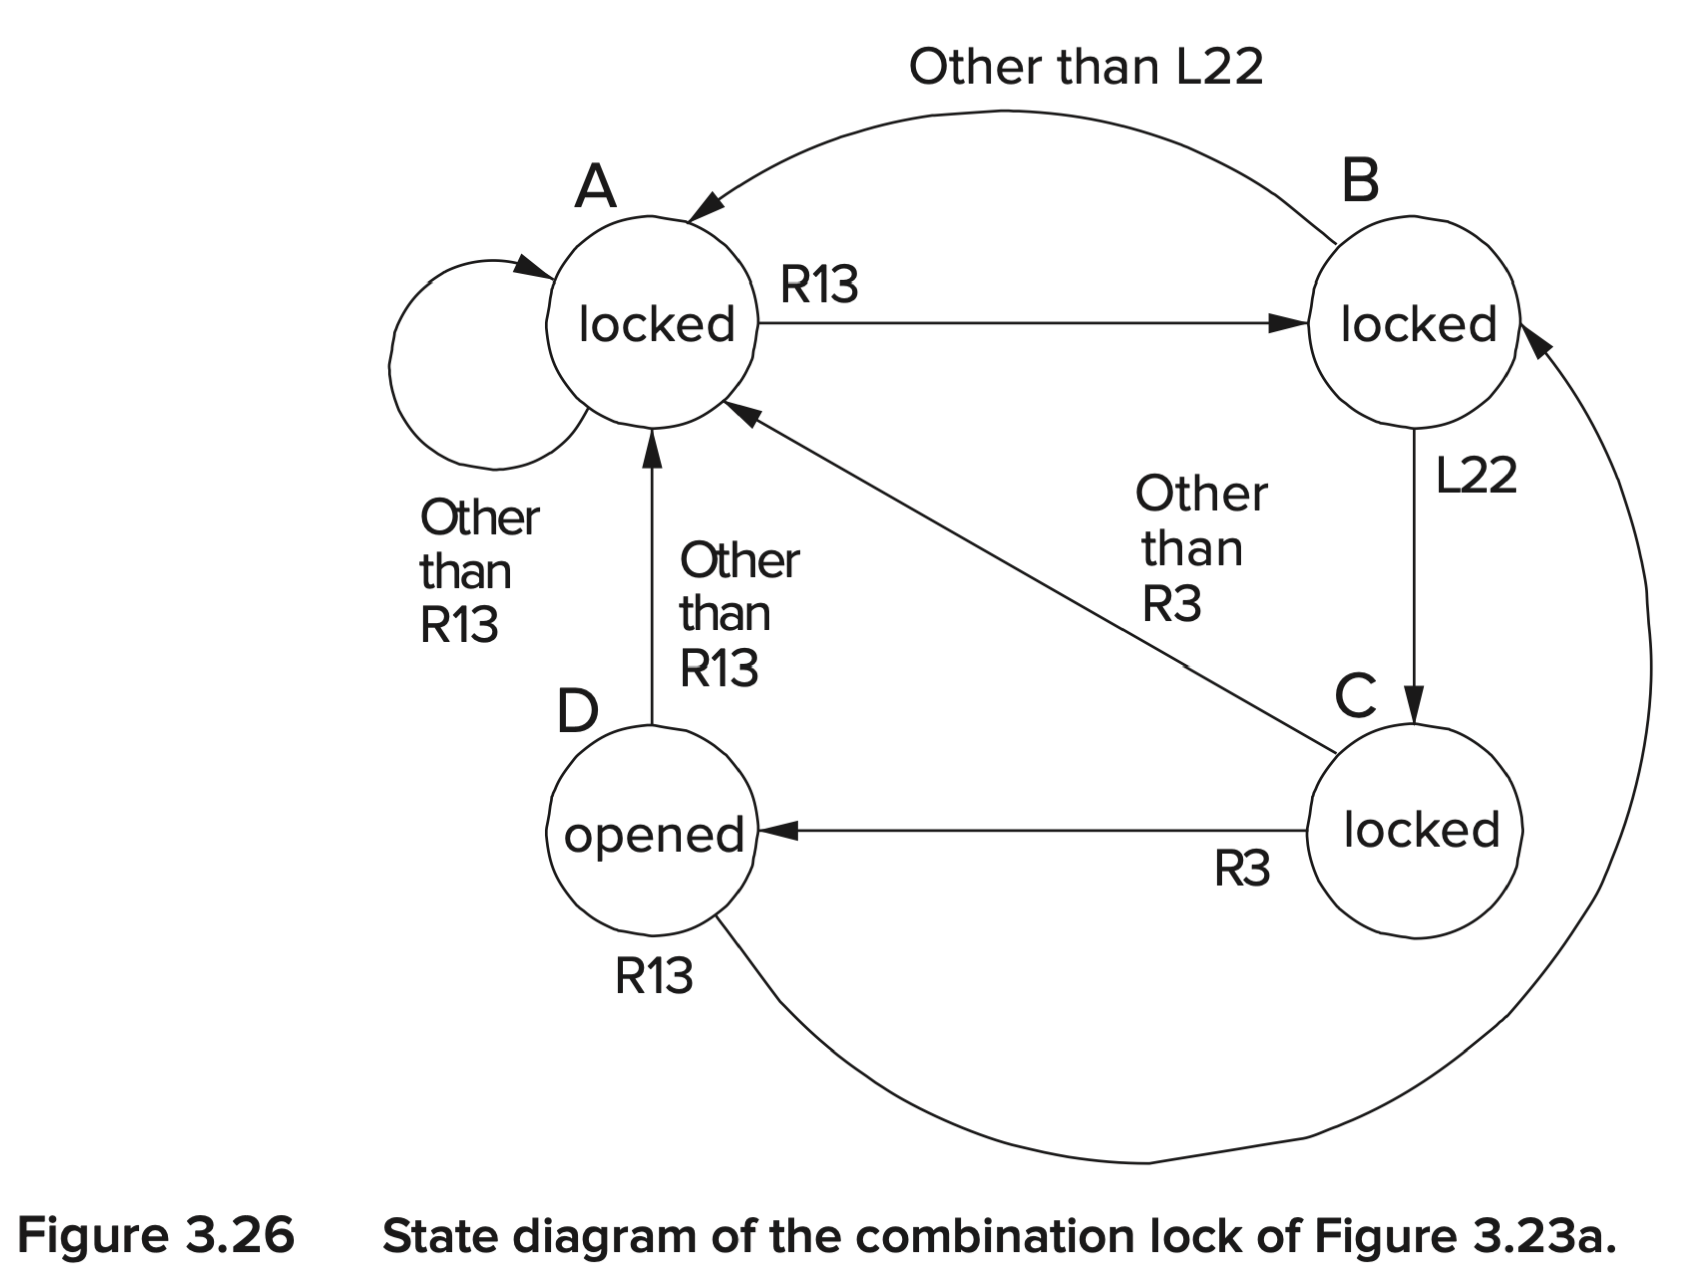 Other than L22
A
B
R13
locked
locked
L22
Other
than
R3
Other
than
R13
Other
than
R13
C
D
opened
locked
R3
R13
Figure 3.26 State diagram of the combination lock of Figure 3.23a.